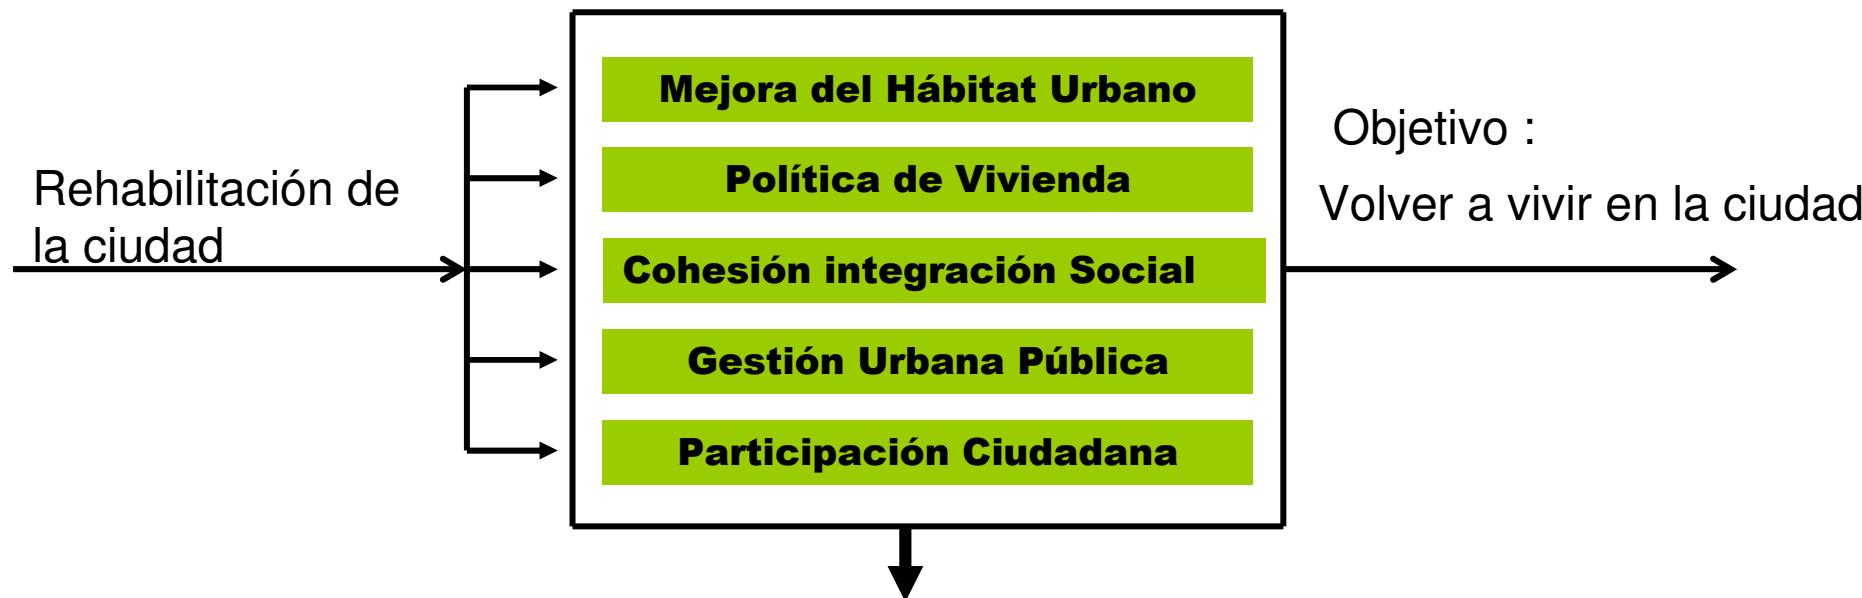 Rehabilitación de
la ciudad
Mejora del Hábitat Urbano
Política de Vivienda
Cohesión integración Social
Gestión Urbana Pública
Participación Ciudadana
Objetivo :
Volver a vivir en la ciudad